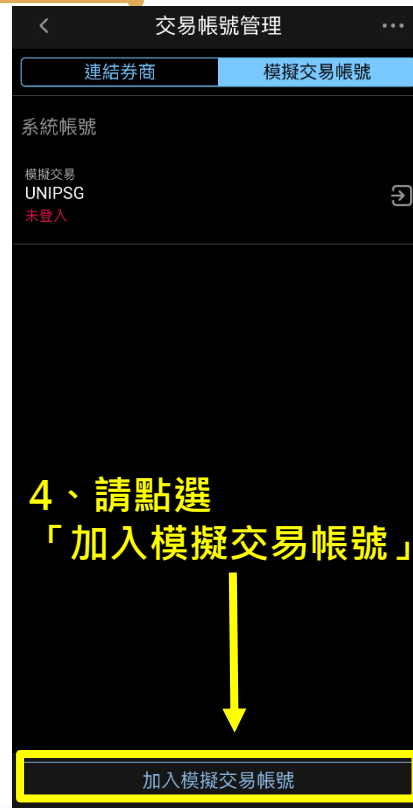 交易帳號管理
連結券商 模擬交易帳號
系統帳號
模擬交易
UNIPSG
未登入
4、請點選
「加入模擬交易帳號」
加入模擬交易帳號